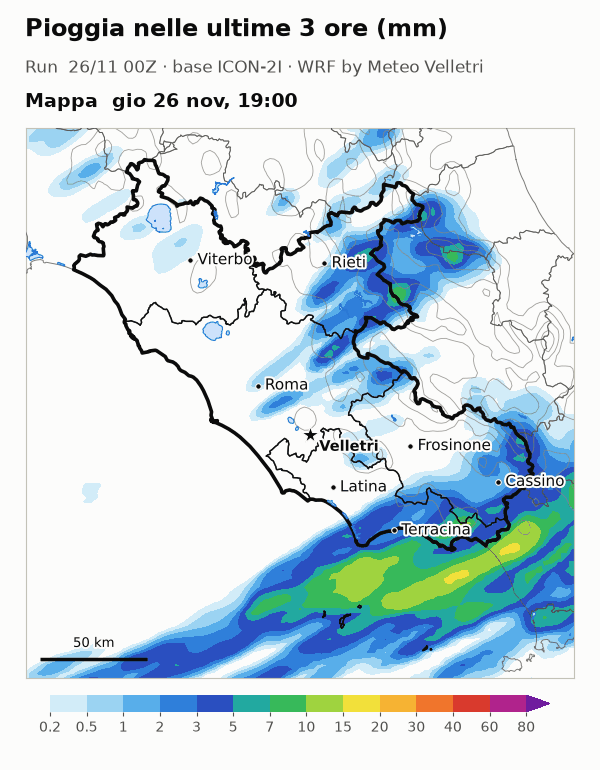 Pioggia nelle ultime 3 ore (mm)
Run  26/11 00Z · base ICON-2I · WRF by Meteo Velletri
Mappa  gio 26 nov, 19:00
Viterbo
Rieti
Roma
Velletri
Frosinone
Cassino
Latina
Terracina
50 km
0.2 0.5 1 2 3 5 7 10 15 20 30 40 60 80